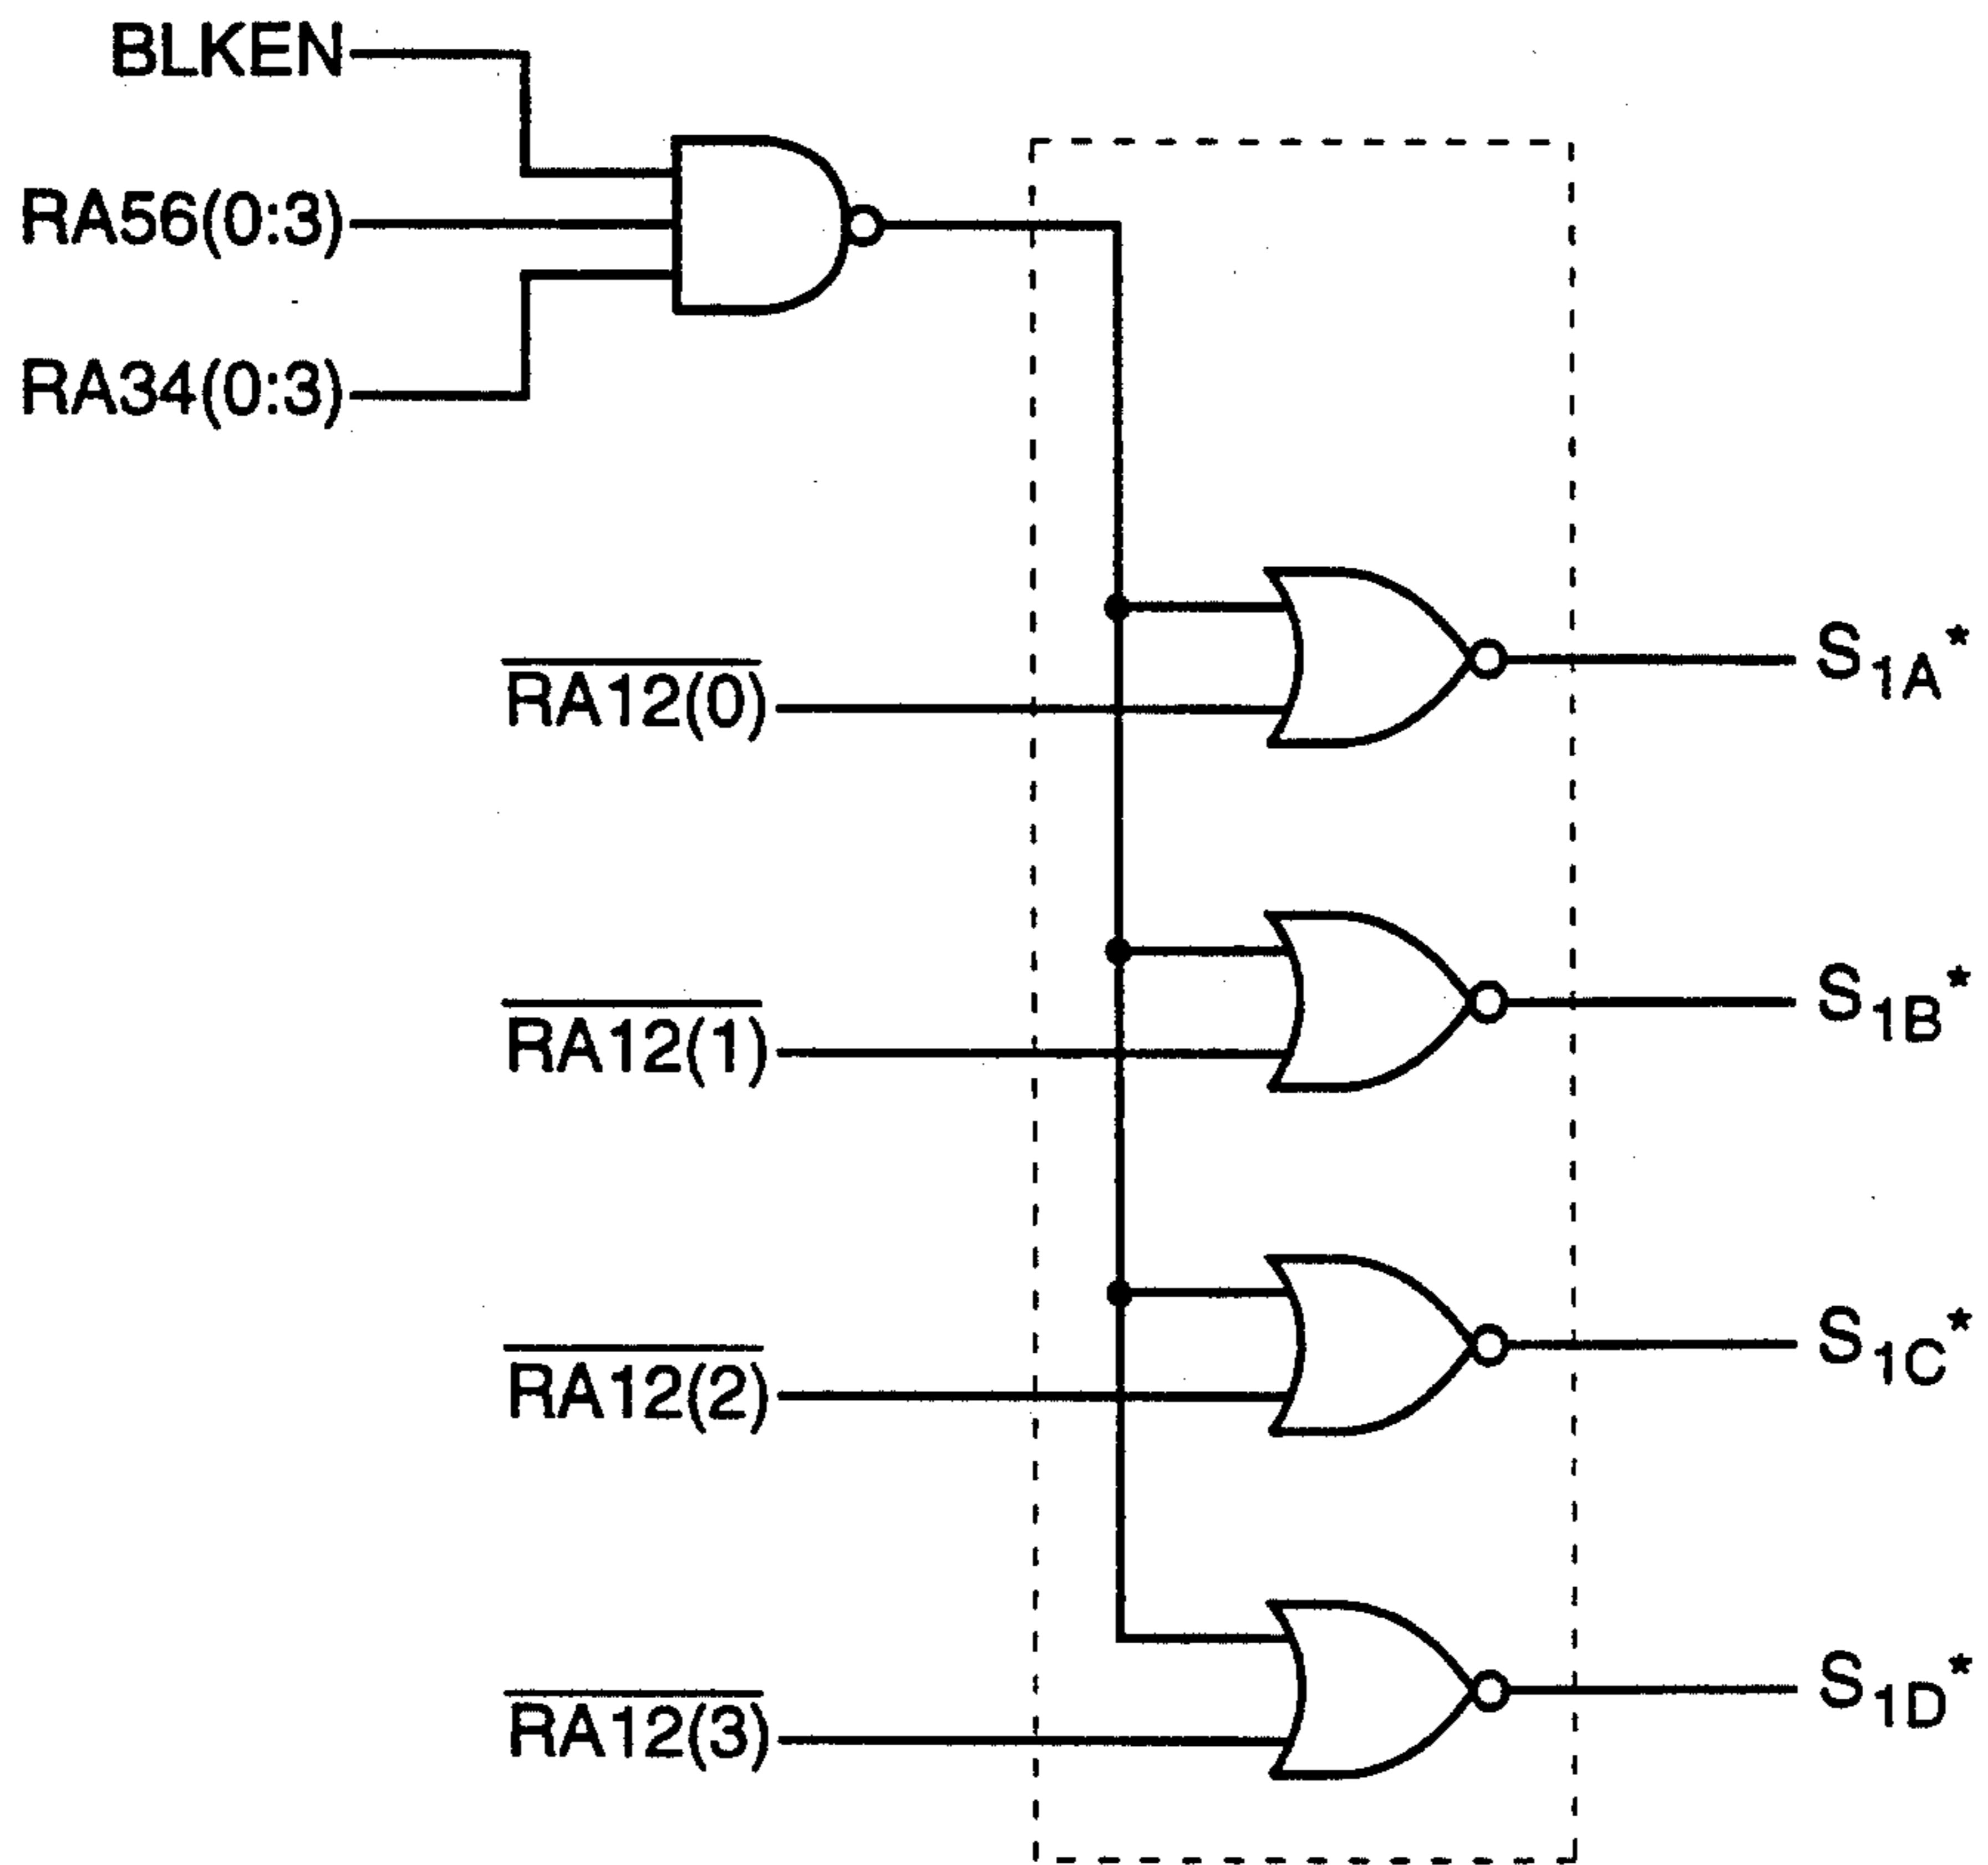 BLKEN
RA56(0:3)
RA34(0:3)
RA12(0)
S1A*
RA12(1)
S1B*
RA12(2)
S1C*
RA12(3)
S1D*